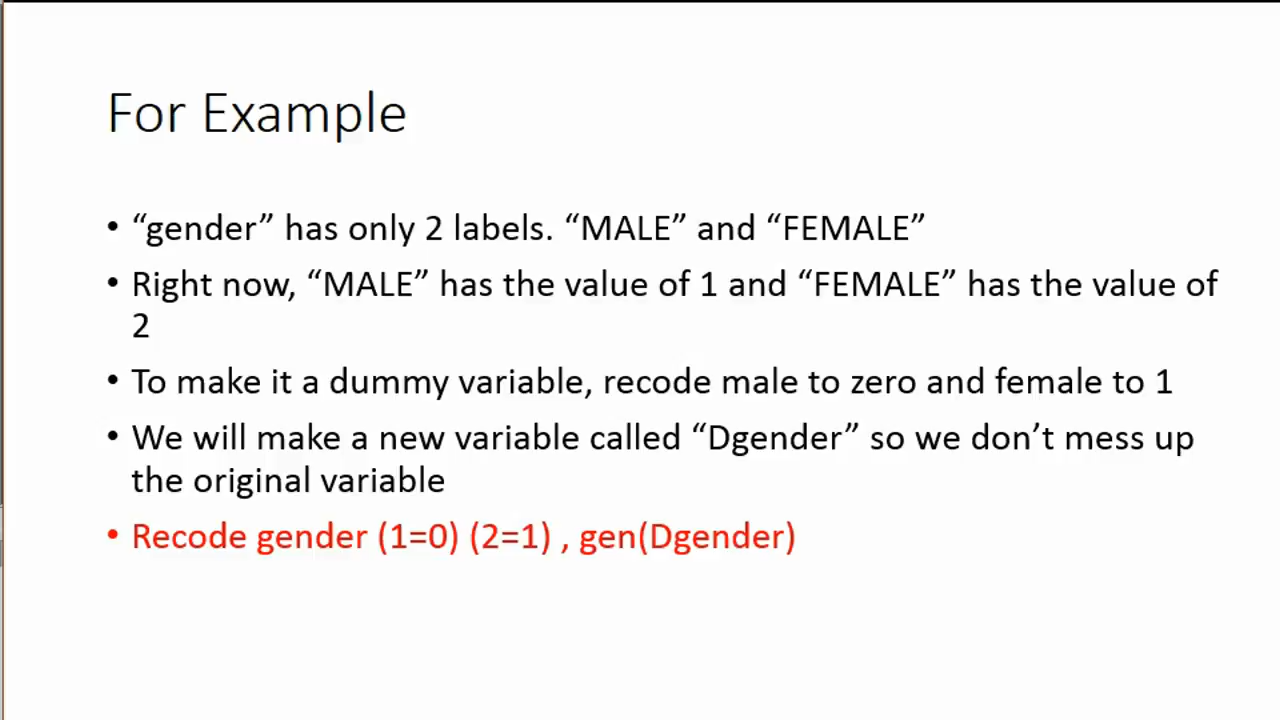 For Example
• “gender” has only 2 labels. “MALE” and “FEMALE”
• Right now, “MALE” has the value of 1 and “FEMALE” has the value of
2
• To make it a dummy variable, recode male to zero and female to 1
• We will make a new variable called “Dgender” so we don’t mess up
the original variable
• Recode gender (1=0) (2=1) , gen(Dgender)